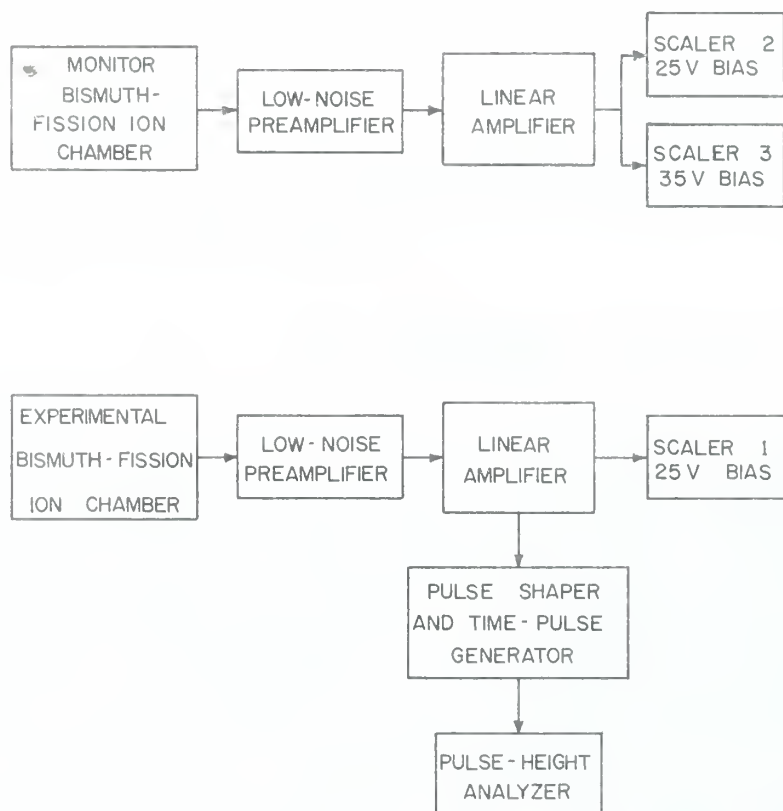 MONITOR
BISMUTH-
FISSION ION
CHAMBER
LOW-NOISE
PREAMPLIFIER
LINEAR
AMPLIFIER
SCALER 2
25 V BIAS
SCALER 3
35 V BIAS
EXPERIMENTAL
BISMUTH-FISSION
ION CHAMBER
LOW-NOISE
PREAMPLIFIER
LINEAR
AMPLIFIER
SCALER 1
25 V BIAS
PULSE SHAPER
AND TIME-PULSE
GENERATOR
PULSE-HEIGHT
ANALYZER